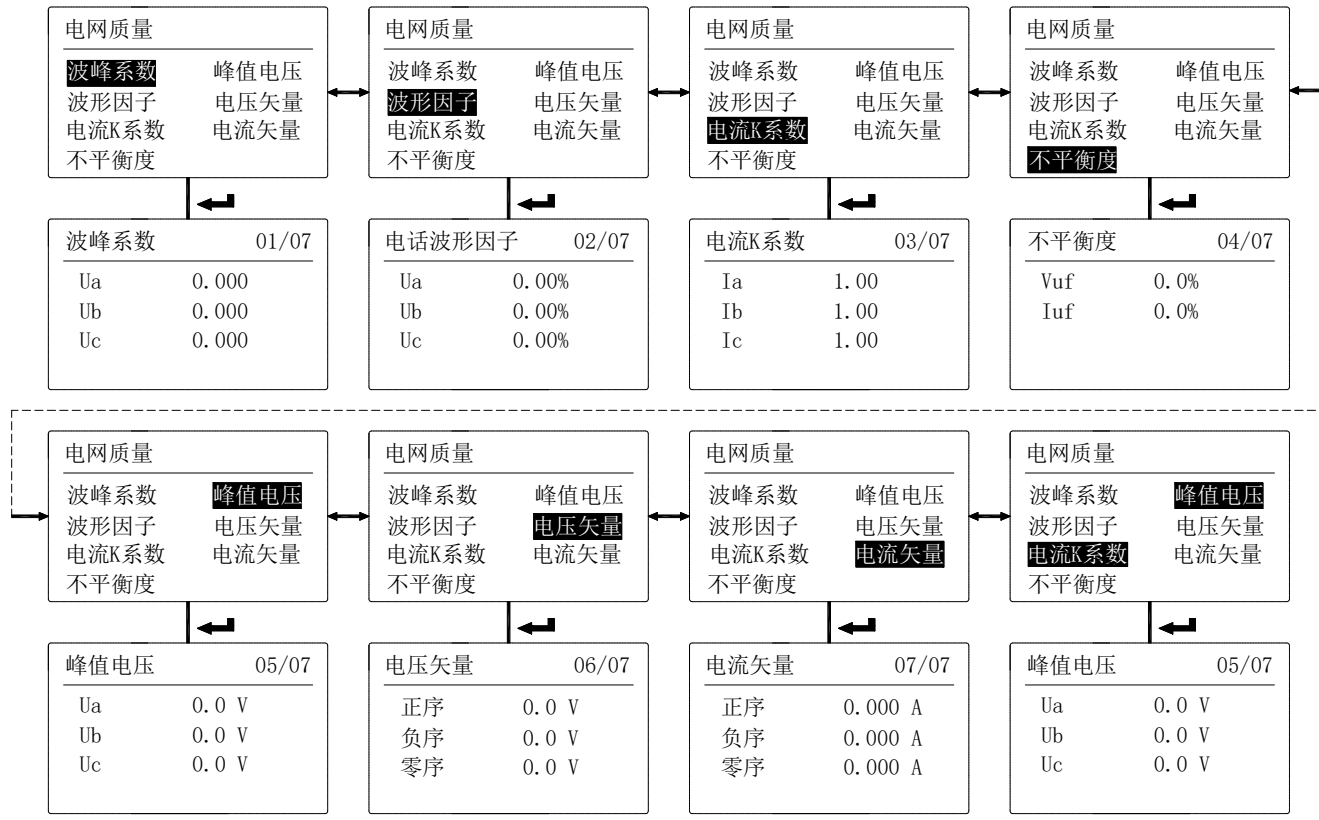 电网质量
波峰系数 峰值电压
波形因子 电压矢量
电流K系数 电流矢量
不平衡度
电网质量
波峰系数 峰值电压
波形因子 电压矢量
电流K系数 电流矢量
不平衡度
电网质量
波峰系数 峰值电压
波形因子 电压矢量
电流K系数 电流矢量
不平衡度
电网质量
波峰系数 峰值电压
波形因子 电压矢量
电流K系数 电流矢量
不平衡度
波峰系数 01/07
Ua 0.000
Ub 0.000
Uc 0.000
电话波形因子 02/07
Ua 0.00%
Ub 0.00%
Uc 0.00%
电流K系数 03/07
Ia 1.00
Ib 1.00
Ic 1.00
不平衡度 04/07
Vuf 0.0%
Iuf 0.0%
电网质量
波峰系数 峰值电压
波形因子 电压矢量
电流K系数 电流矢量
不平衡度
电网质量
波峰系数 峰值电压
波形因子 电压矢量
电流K系数 电流矢量
不平衡度
电网质量
波峰系数 峰值电压
波形因子 电压矢量
电流K系数 电流矢量
不平衡度
电网质量
波峰系数 峰值电压
波形因子 电压矢量
电流K系数 电流矢量
不平衡度
峰值电压 05/07
Ua 0.0 V
Ub 0.0 V
Uc 0.0 V
电压矢量 06/07
正序 0.0 V
负序 0.0 V
零序 0.0 V
电流矢量 07/07
正序 0.000 A
负序 0.000 A
零序 0.000 A
峰值电压 05/07
Ua 0.0 V
Ub 0.0 V
Uc 0.0 V